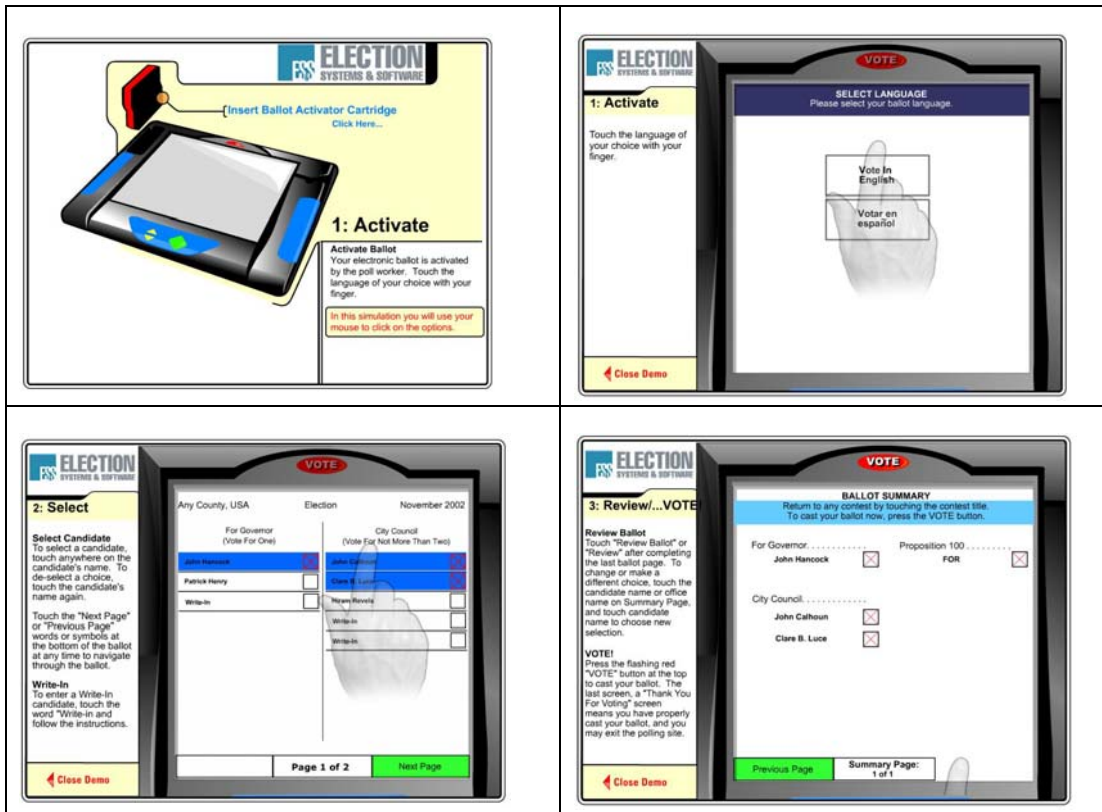 ESS ELECTION
SYSTEMS & SOFTWARE
Insert Ballot Activator Cartridge
Click Here...
1: Activate
Activate Ballot
Your electronic ballot is activated
by the poll worker. Touch the
language of your choice with your
finger.
In this simulation you will use your
mouse to click on the options.
ESS ELECTION
SYSTEMS & SOFTWARE
1: Activate
Touch the language of
your choice with your
finger.
Close Demo
VOTE
SELECT LANGUAGE
Please select your ballot language.
Vote In
English
Votar en
español
ESS ELECTION
SYSTEMS & SOFTWARE
2: Select
Select Candidate
To select a candidate,
touch anywhere on the
candidate's name. To
de-select a choice,
touch the candidate's
name again.
Touch the "Next Page"
or "Previous Page"
words or symbols at
the bottom of the ballot
at any time to navigate
through the ballot.
Write-In
To enter a Write-In
candidate, touch the
word "Write-in and
follow the instructions.
Close Demo
VOTE
Any County, USA Election November 2002
For Governor
(Vote For One)
John Hancock
Patrick Henry
Write-In
City Council
(Vote For Not More Than Two)
John Calhoun
Clare B. Luce
Hiram Revels
Write-In
Write-In
Page 1 of 2 Next Page
ESS ELECTION
SYSTEMS & SOFTWARE
3: Review/...VOTE!
Review Ballot
Touch "Review Ballot" or
"Review" after completing
the last ballot page. To
change or make a
different choice, touch the
candidate name or office
name on Summary Page,
and touch candidate
name to choose new
selection.
VOTE!
Press the flashing red
"VOTE" button at the top
to cast your ballot. The
last screen, a "Thank You
For Voting" screen
means you have properly
cast your ballot, and you
may exit the polling site.
Close Demo
VOTE
BALLOT SUMMARY
Return to any contest by touching the contest title.
To cast your ballot now, press the VOTE button.
For Governor. . . . . . . . . . . .
John Hancock
Proposition 100 . . . . . . . . .
FOR
City Council. . . . . . . . . . . . .
John Calhoun
Clare B. Luce
Previous Page Summary Page:
1 of 1